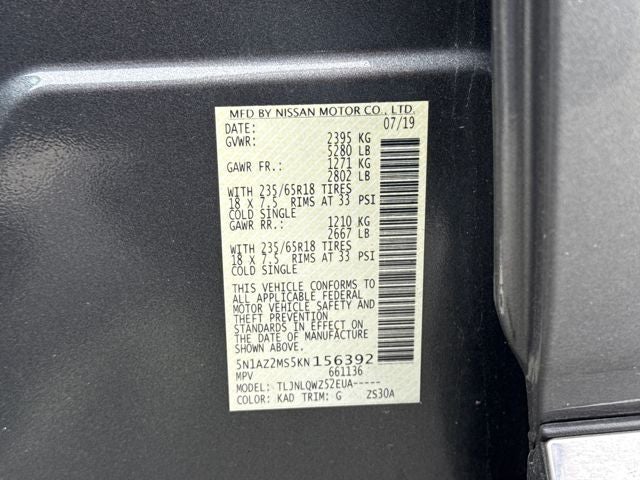 MFD BY NISSAN MOTOR CO., LTD.
DATE: 07/19
GVWR: 2395 KG
5280 LB
GAWR FR.: 1271 KG
2802 LB
WITH 235/65R18 TIRES
18 X 7.5 RIMS AT 33 PSI
COLD SINGLE
GAWR RR.: 1210 KG
2667 LB
WITH 235/65R18 TIRES
18 X 7.5 RIMS AT 33 PSI
COLD SINGLE
THIS VEHICLE CONFORMS TO
ALL APPLICABLE FEDERAL
MOTOR VEHICLE SAFETY AND
THEFT PREVENTION
STANDARDS IN EFFECT ON
THE DATE OF MANUFACTURE
SHOWN ABOVE.
5N1AZ2MS5KN156392
MPV 661136
MODEL: TLJNLQWZ52EUA-----
COLOR: KAD TRIM: G ZS30A